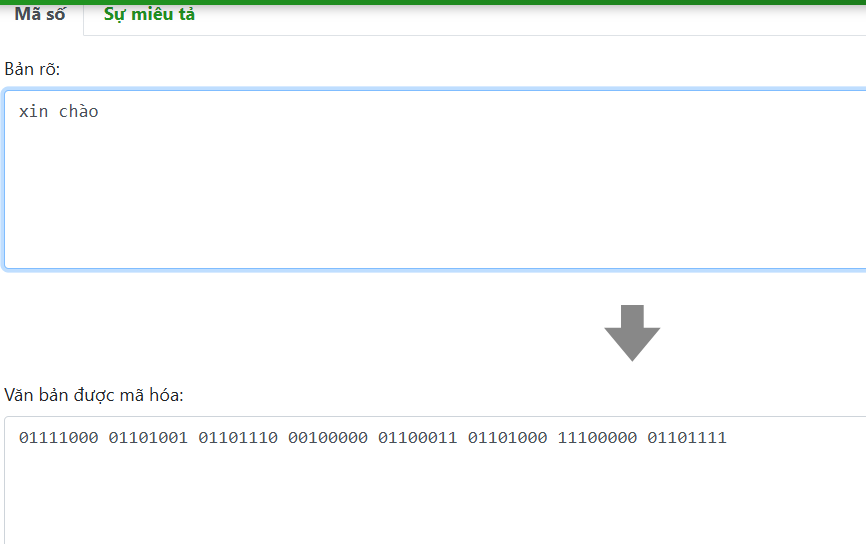 Mã số Sự miêu tả
Bản rõ:
xin chào
Văn bản được mã hóa:
01111000 01101001 01101110 00100000 01100011 01101000 11100000 01101111